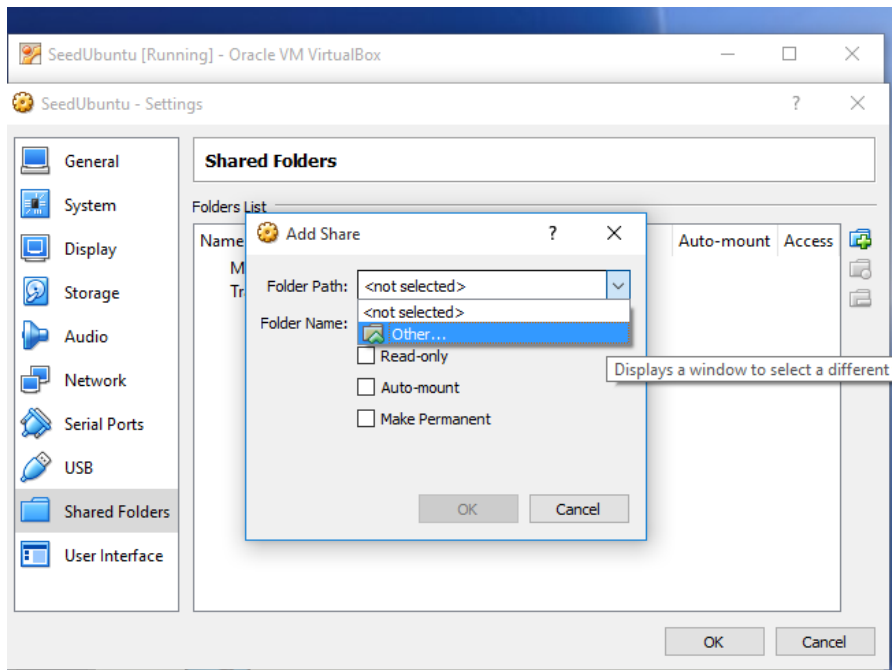 SeedUbuntu [Running] - Oracle VM VirtualBox
SeedUbuntu - Settings
?
General
System
Display
Storage
Audio
Network
Serial Ports
USB
Shared Folders
User Interface
Shared Folders
Folders List
Name
Auto-mount Access
M
Tr
Add Share
?
Folder Path: <not selected>
<not selected>
Other...
Folder Name:
Read-only
Auto-mount
Make Permanent
OK Cancel
Displays a window to select a different
OK Cancel